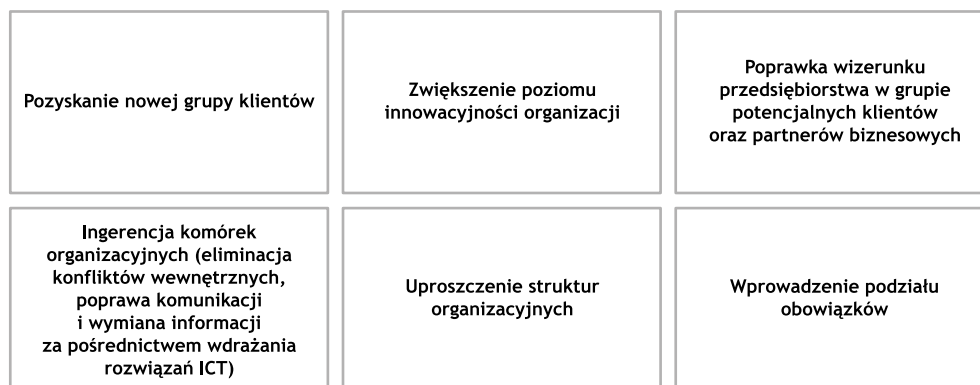 Pozyskanie nowej grupy klientów
Zwiększenie poziomu
innowacyjności organizacji
Poprawka wizerunku
przedsiębiorstwa w grupie
potencjalnych klientów
oraz partnerów biznesowych
Ingerencja komórek
organizacyjnych (eliminacja
konfliktów wewnętrznych,
poprawa komunikacji
i wymiana informacji
za pośrednictwem wdrażania
rozwiązań ICT)
Uproszczenie struktur
organizacyjnych
Wprowadzenie podziału
obowiązków